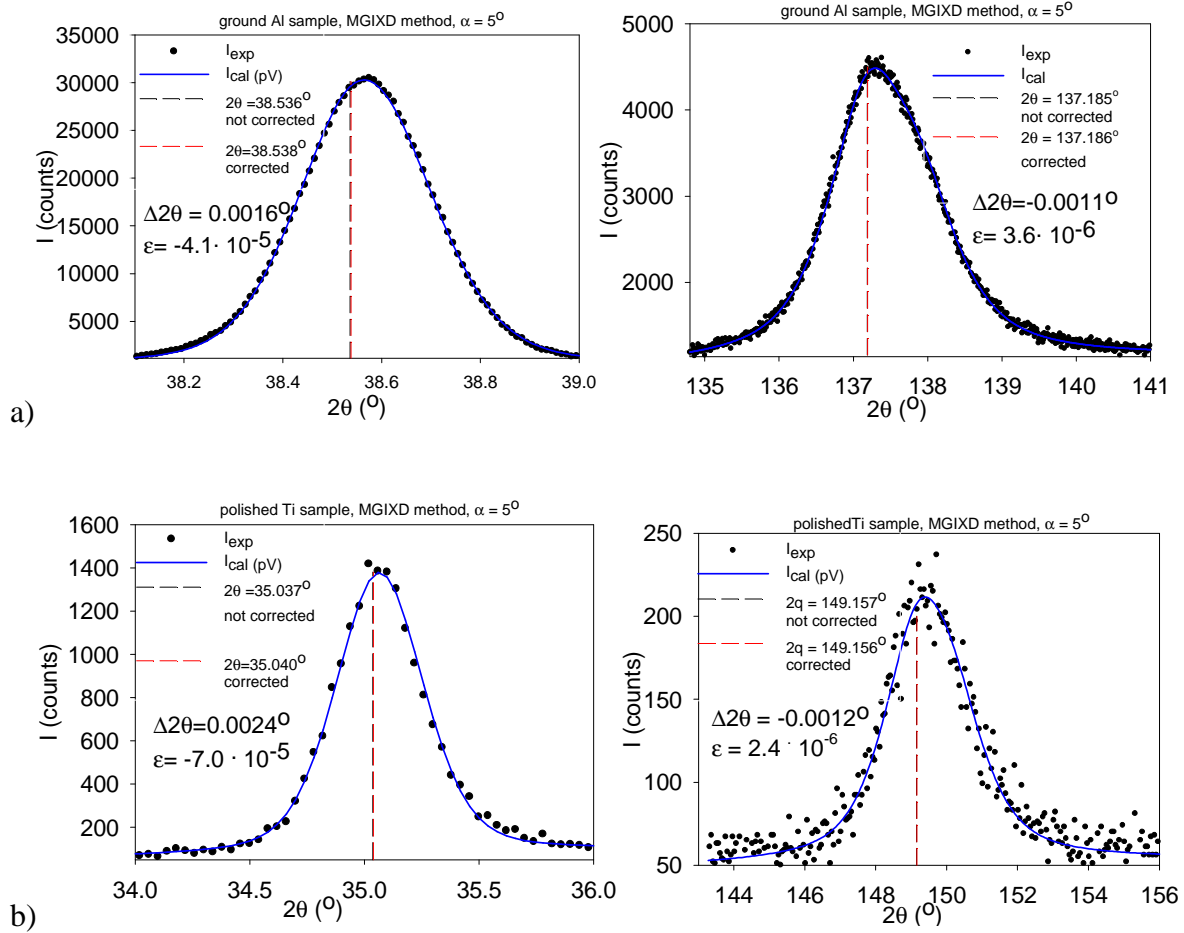 ground Al sample, MGIXD method, α = 5°
35000
30000
25000
20000
15000
10000
5000
I (counts)
I_exp
I_Cal (pV)
2θ =38.536°
not corrected
2θ=38.538°
corrected
Δ2θ = 0.0016°
ε= -4.1· 10^-5
38.2 38.4 38.6 38.8 39.0
2θ (°)
a)
ground Al sample, MGIXD method, α = 5°
5000
4000
3000
2000
I (counts)
I_exp
I_Cal
2θ = 137.185°
not corrected
2θ = 137.186°
corrected
Δ2θ=-0.0011°
ε= 3.6· 10^-6
135 136 137 138 139 140 141
2θ (°)
polished Ti sample, MGIXD method, α = 5°
1600
1400
1200
1000
800
600
400
200
I (counts)
I_exp
I_Cal (pV)
2θ=35.037°
not corrected
2θ=35.040°
corrected
Δ2θ=0.0024°
ε= -7.0 · 10^-5
34.0 34.5 35.0 35.5 36.0
2θ (°)
b)
polishedTi sample, MGIXD method, α = 5°
250
200
150
100
50
I (counts)
I_exp
I_Cal (pV)
2q = 149.157°
not corrected
2q = 149.156°
corrected
Δ2θ = -0.0012°
ε = 2.4 · 10^-6
144 146 148 150 152 154 156
2θ (°)